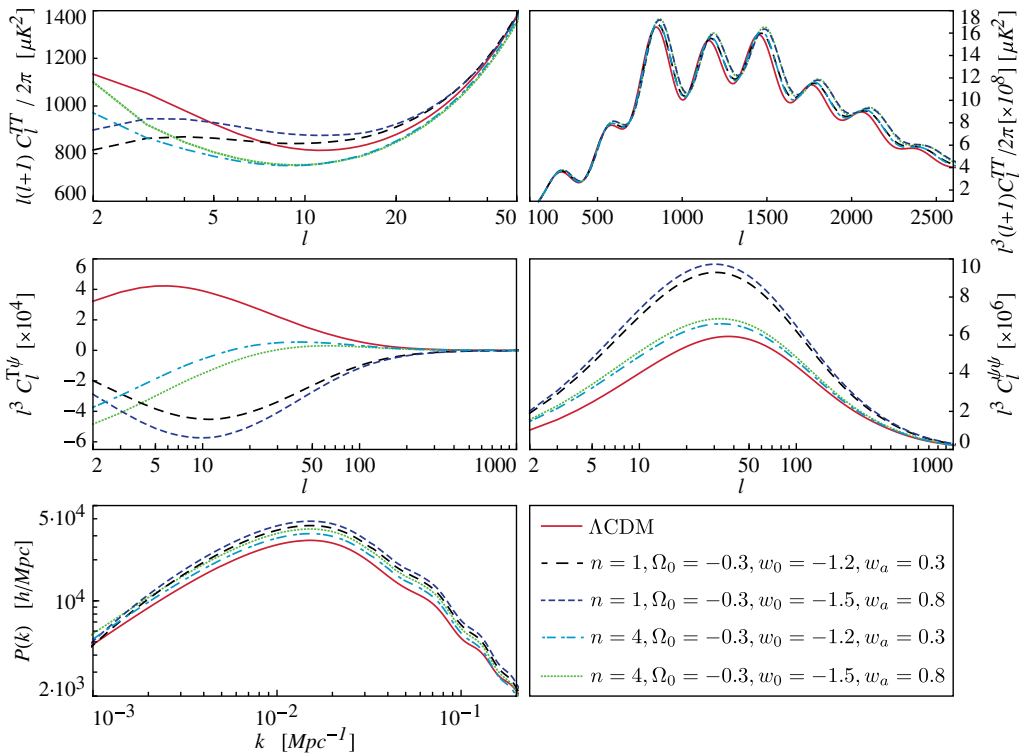 l(l+1) C_l^{TT} / 2π [μK²]
1400
1200
1000
800
600
2 5 10 20 50
l
18
16
14
12
10
8
6
4
2
l³(l+1)C_l^{TT}/2π[×10⁸] [μK²]
100 500 1000 1500 2000 2500
l
l³ C_l^{Tψ} [×10⁴]
6
4
2
0
−2
−4
−6
2 5 10 50 100 1000
l
10
8
6
4
2
0
l³ C_l^{ψψ} [×10⁶]
2 5 10 50 100 1000
l
P(k) [h/Mpc]
5·10⁴
10⁴
2·10³
10⁻³ 10⁻² 10⁻¹
k [Mpc⁻¹]
ΛCDM
n = 1, Ω₀ = −0.3, w₀ = −1.2, wₐ = 0.3
n = 1, Ω₀ = −0.3, w₀ = −1.5, wₐ = 0.8
n = 4, Ω₀ = −0.3, w₀ = −1.2, wₐ = 0.3
n = 4, Ω₀ = −0.3, w₀ = −1.5, wₐ = 0.8